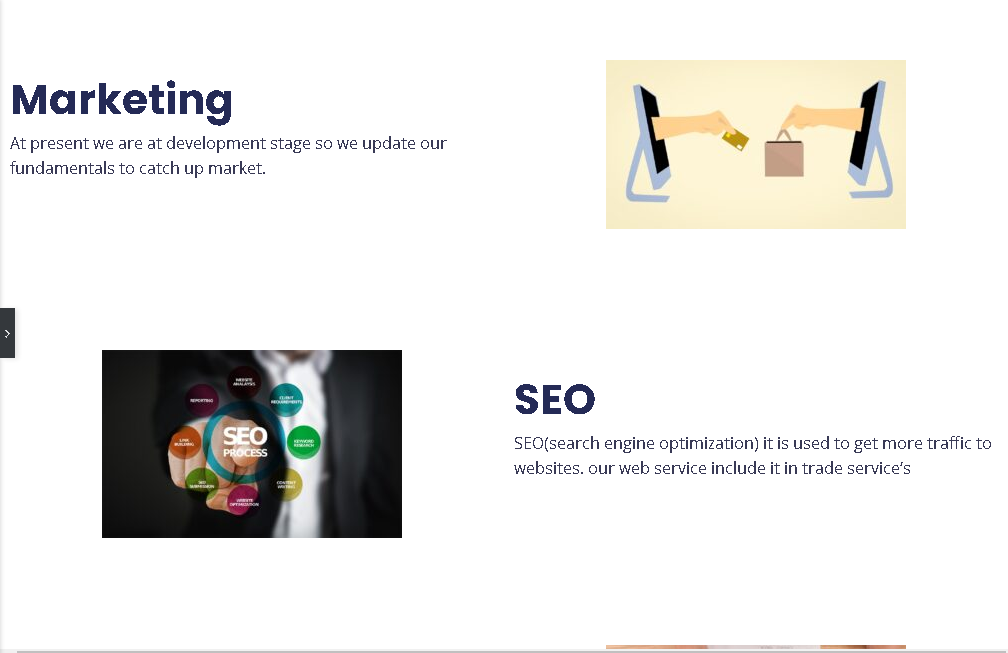 Marketing
At present we are at development stage so we update our
fundamentals to catch up market.
WEBSITE
ANALAYSIS
REPORTING
CLIENT
REQUIREMENTS
LINK
BUILDING
SEO
PROCESS
KEYWORD
RESEARCH
SEO
SUBMISSION
CONTENT
WRITING
WEBSITE
OPTIMIZATION
SEO
SEO(search engine optimization) it is used to get more traffic to
websites. our web service include it in trade service’s